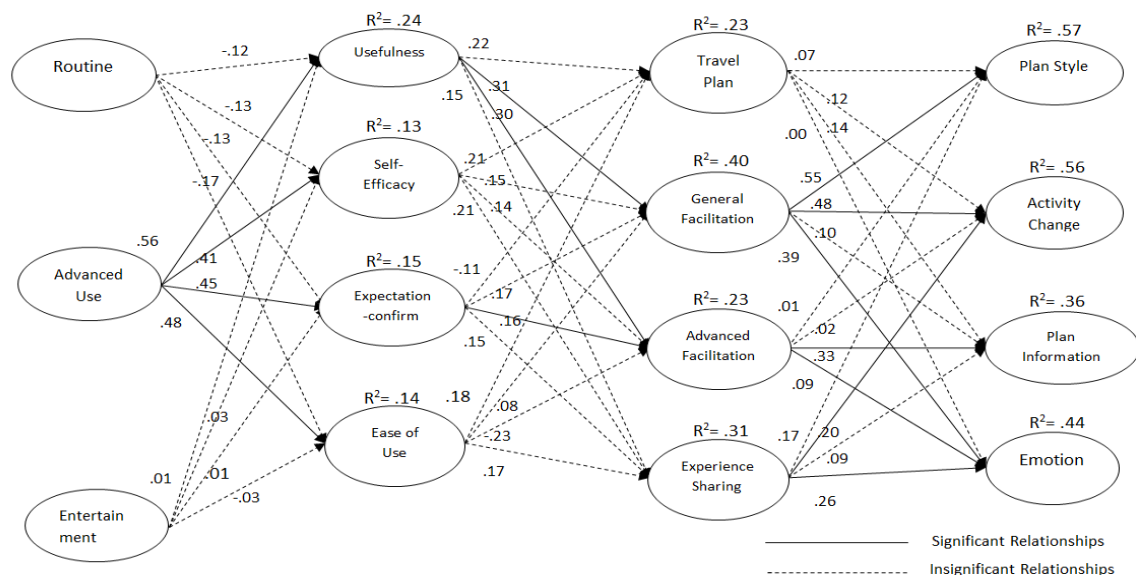 R²= .24
R²= .23
R²= .57
Routine
-.12
Usefulness
.22
Travel
Plan
.07
Plan Style
-.13
-.13
-.17
.15
.31
.30
.00
.12
.14
R²= .13
R²= .40
R²= .56
Self-
Efficacy
.21
.15
.14
.21
General
Facilitation
.55
.48
.10
.39
Activity
Change
.56
.41
.45
.48
Advanced
Use
R²= .15
R²= .23
R²= .36
Expectation
-confirm
-.11
.17
.16
.15
Advanced
Facilitation
.01
.02
.33
.09
Plan
Information
R²= .14
R²= .31
R²= .44
Ease of
Use
.18
.08
-.23
.17
Experience
Sharing
.17
.20
.09
.26
Emotion
.03
.01
.01
-.03
Entertain
ment
Significant Relationships
Insignificant Relationships